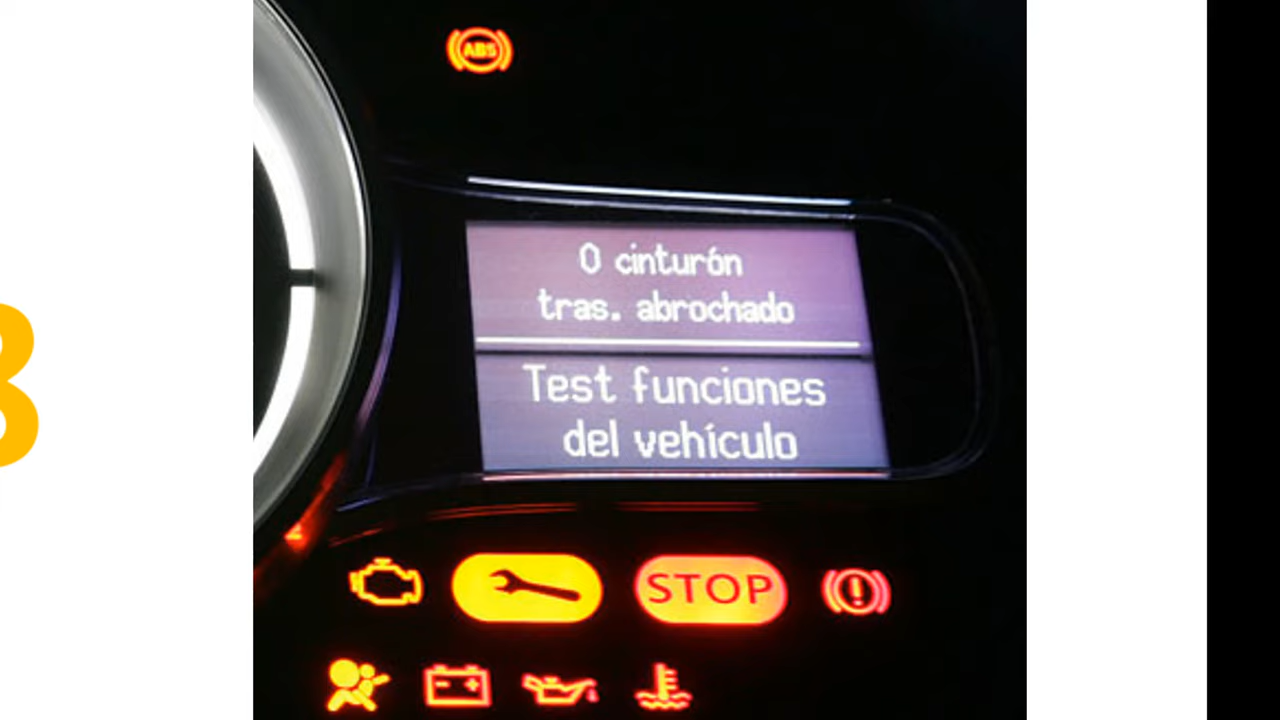 ABS
0 cinturón
tras. abrochado
Test funciones
del vehículo
STOP